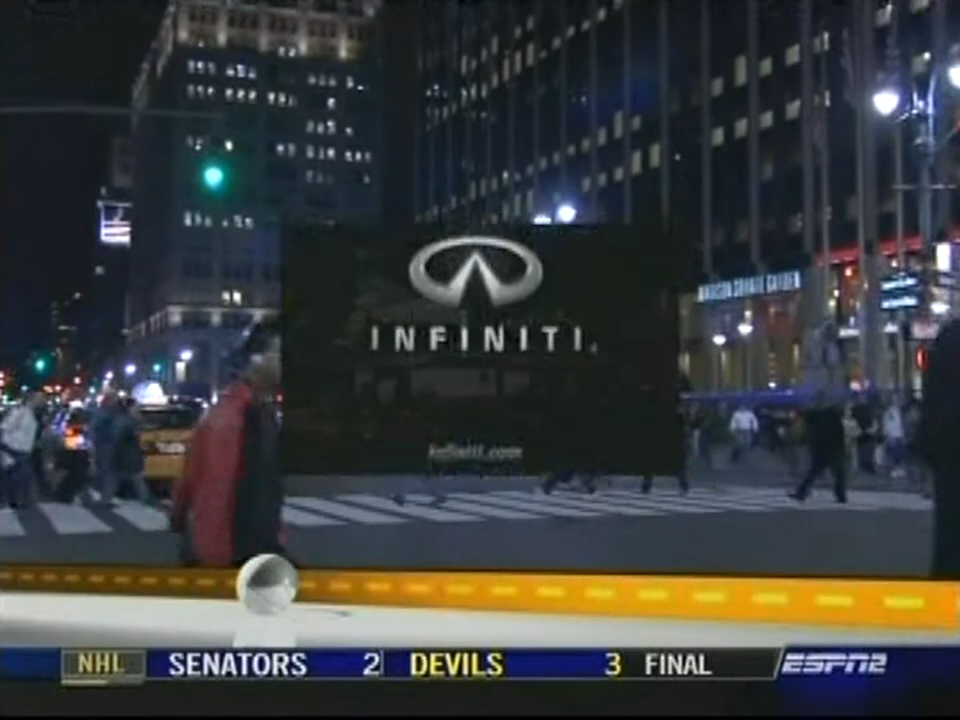 MADISON SQUARE GARDEN
INFINITI
infiniti.com
NHL SENATORS 2 DEVILS 3 FINAL ESPN2